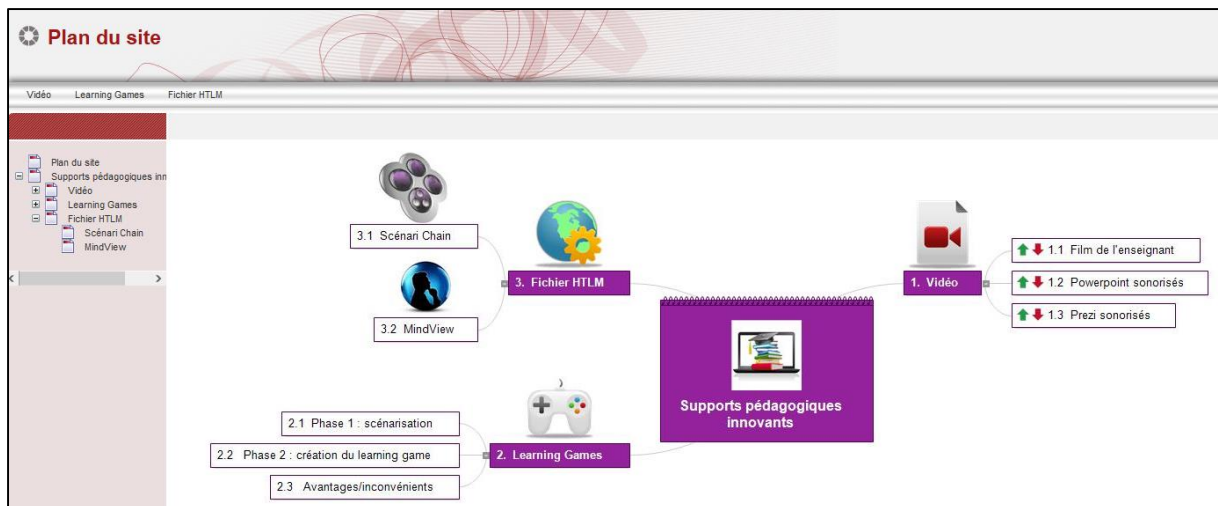 Plan du site
Vidéo Learning Games Fichier HTLM
Plan du site
Supports pédagogiques inn
Vidéo
Learning Games
Fichier HTLM
Scénari Chain
MindView
3.1 Scénari Chain
3. Fichier HTLM
3.2 MindView
1. Vidéo
1.1 Film de l'enseignant
1.2 Powerpoint sonorisés
1.3 Prezi sonorisés
Supports pédagogiques
innovants
2. Learning Games
2.1 Phase 1 : scénarisation
2.2 Phase 2 : création du learning game
2.3 Avantages/inconvénients